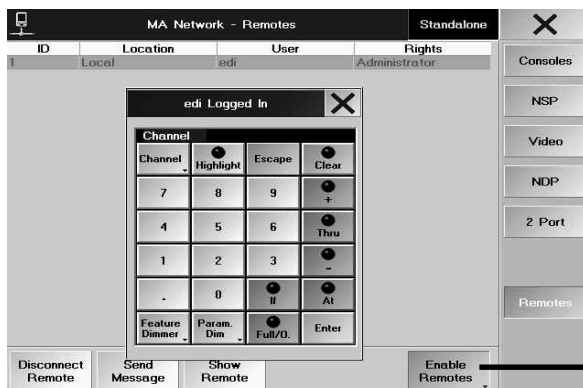 MA Network - Remotes
Standalone
ID Location User Rights
1 Local edi Administrator
Consoles
NSP
Video
NDP
2 Port
Remotes
edi Logged In
Channel
Channel Highlight Escape Clear
7 8 9 +
4 5 6 Thru
1 2 3 -
. 0 If At
Feature Param. Full/O. Enter
Dimmer Dim
Disconnect Send Show Enable
Remote Message Remote Remotes